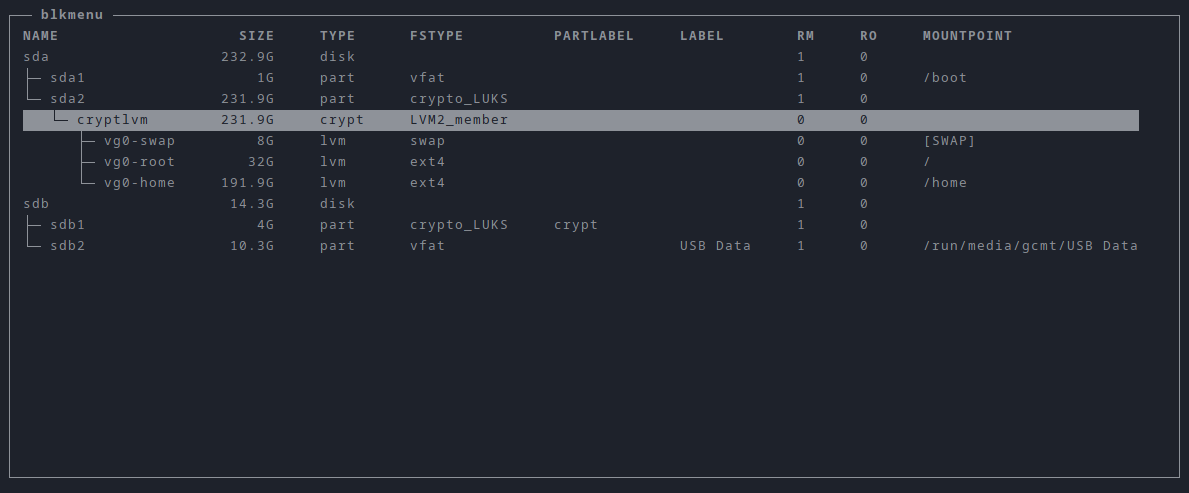 blkmenu
NAME SIZE TYPE FSTYPE PARTLABEL LABEL RM RO MOUNTPOINT
sda 232.9G disk 1 0
├─ sda1 1G part vfat 1 0 /boot
└─ sda2 231.9G part crypto_LUKS 1 0
└─ cryptlvm 231.9G crypt LVM2_member 0 0
├─ vg0-swap 8G lvm swap 0 0 [SWAP]
├─ vg0-root 32G lvm ext4 0 0 /
└─ vg0-home 191.9G lvm ext4 0 0 /home
sdb 14.3G disk 1 0
├─ sdb1 4G part crypto_LUKS crypt 1 0
└─ sdb2 10.3G part vfat USB Data 1 0 /run/media/gcmt/USB Data